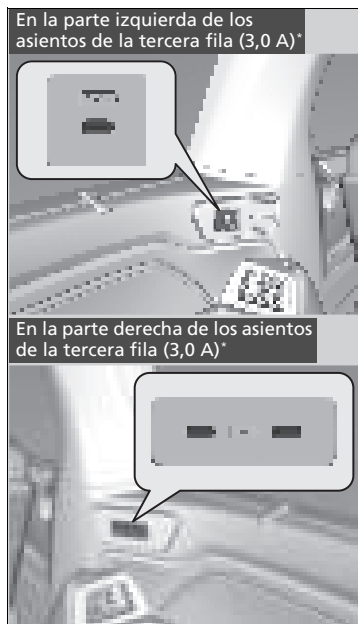 En la parte izquierda de los
asientos de la tercera fila (3,0 A)*
En la parte derecha de los asientos
de la tercera fila (3,0 A)*